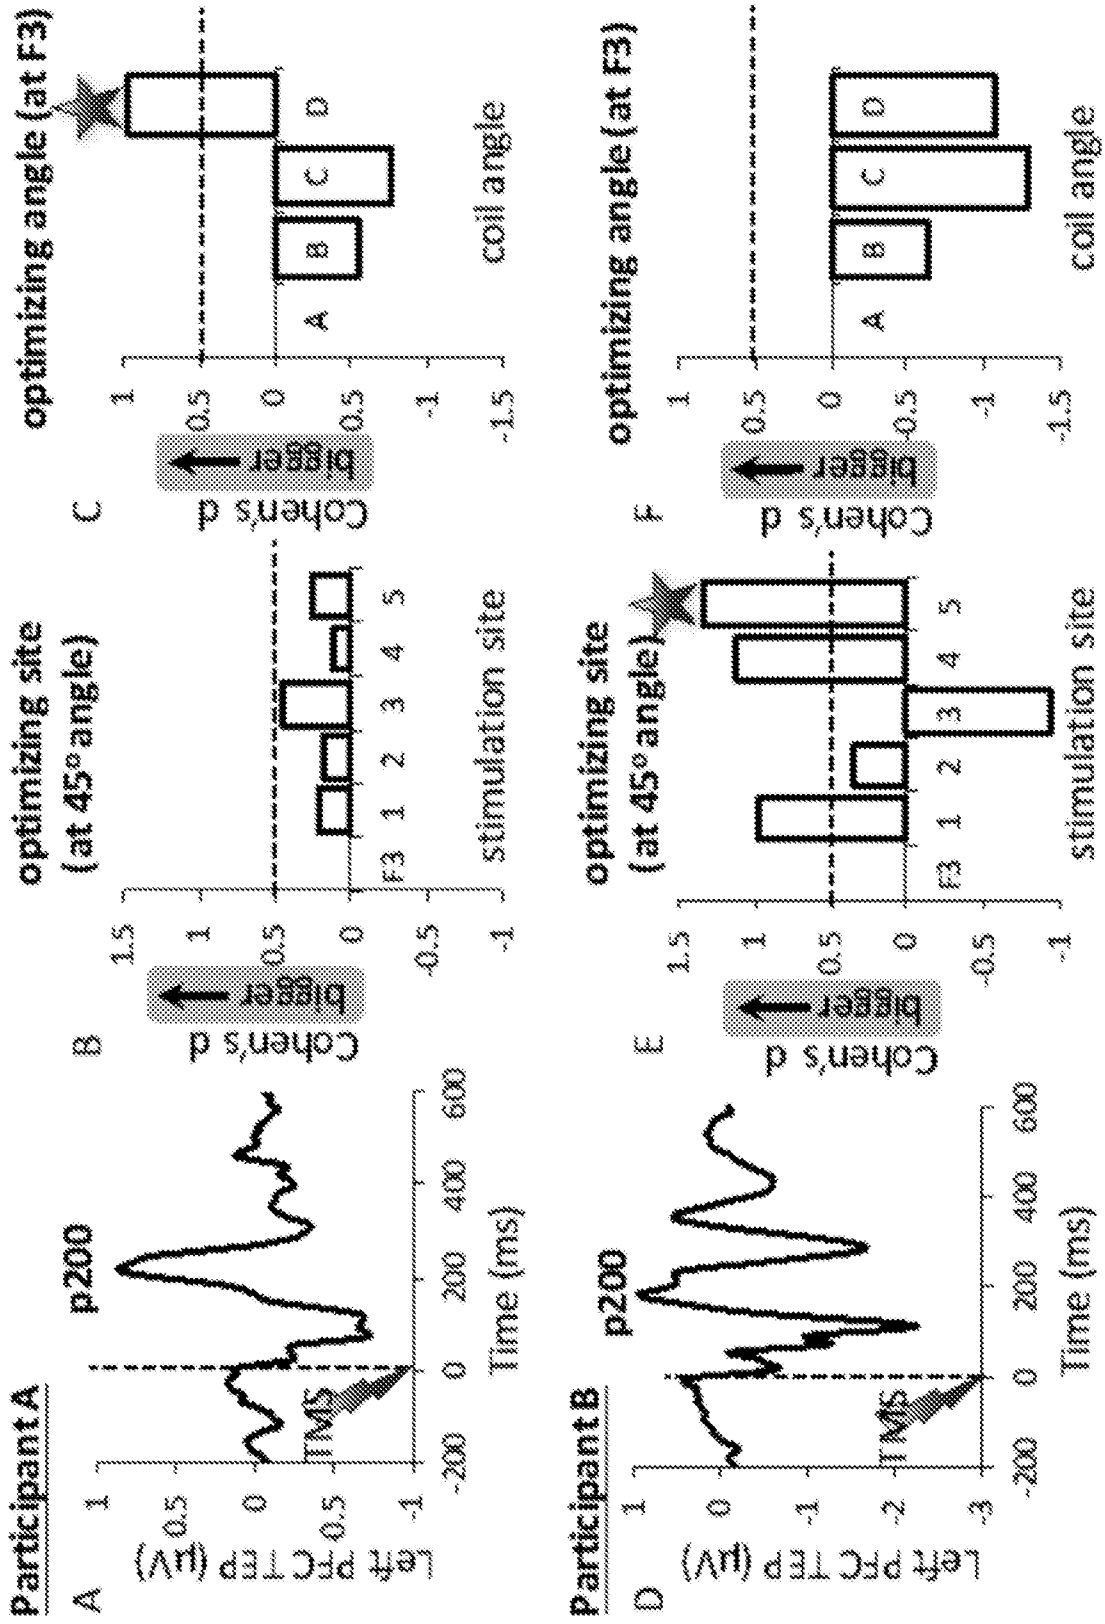 Participant A
A
Left PFC TEP (µV)
1
0.5
0
-0.5
-1
p200
TMS
-200
0
200
400
600
Time (ms)
B
optimizing site
(at 45° angle)
Cohen's d
bigger
1.5
1
0.5
0
-0.5
-1
F3
1
2
3
4
5
stimulation site
C
optimizing angle (at F3)
Cohen's d
bigger
1
0.5
0
-0.5
-1
-1.5
A
B
C
D
coil angle
Participant B
D
Left PFC TEP (µV)
1
0
-1
-2
-3
p200
TMS
-200
0
200
400
600
Time (ms)
E
optimizing site
(at 45° angle)
Cohen's d
bigger
1.5
1
0.5
0
-0.5
-1
F3
1
2
3
4
5
stimulation site
F
optimizing angle (at F3)
Cohen's d
bigger
1
0.5
0
-0.5
-1
-1.5
A
B
C
D
coil angle